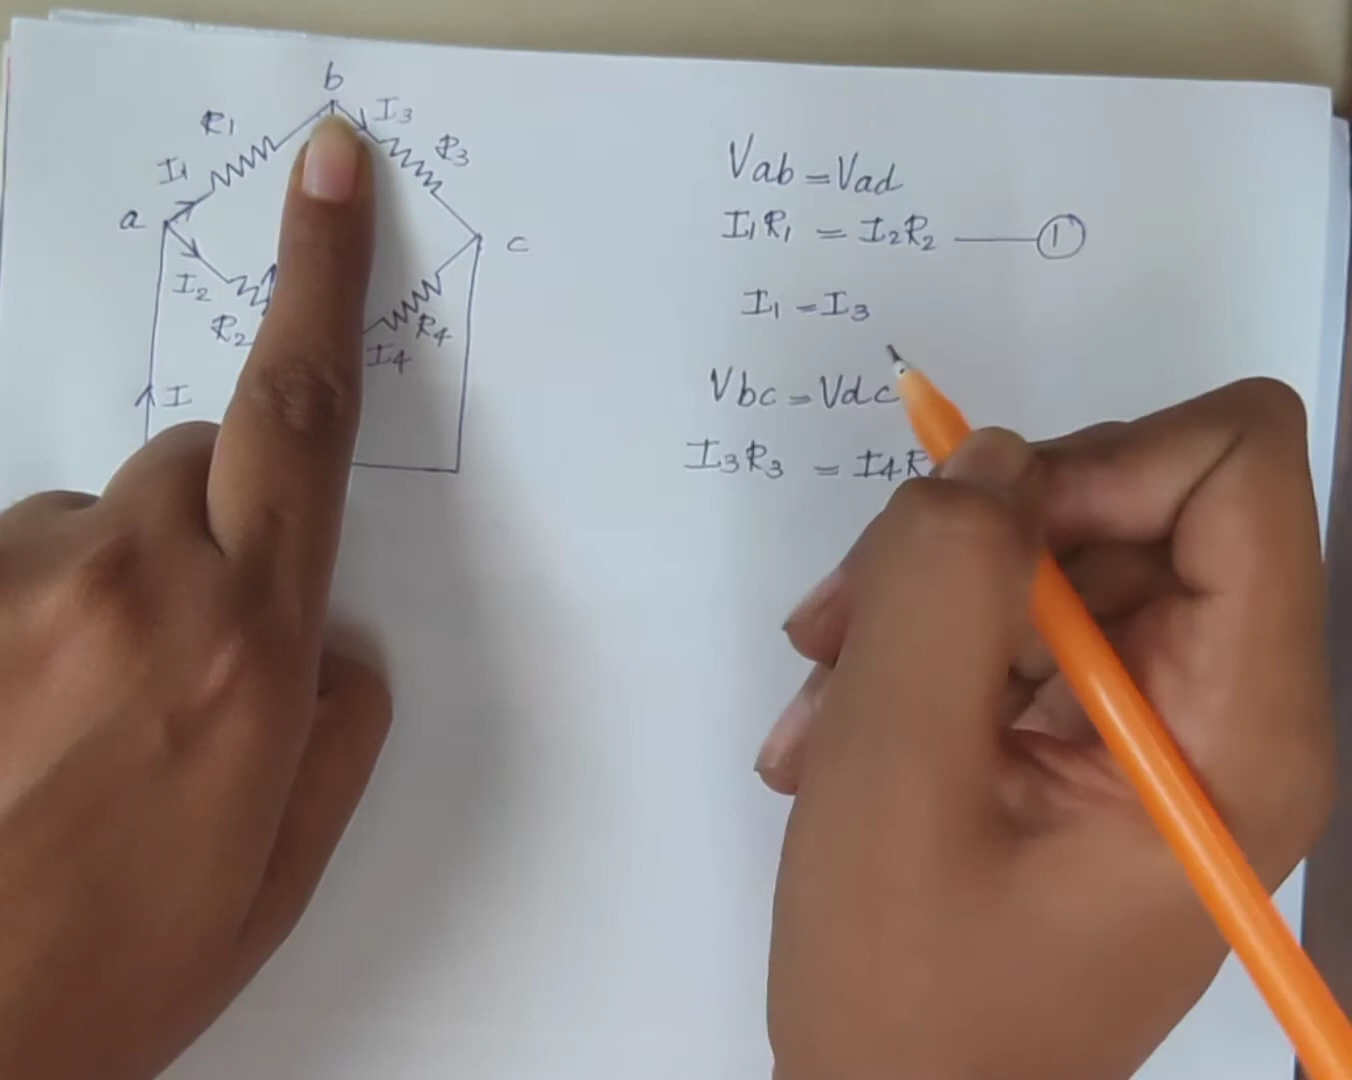 b
I3
R1
R3
I1
a
c
I2
R2
R4
I4
I
Vab = Vad
I1R1 = I2R2 — 1
I1 = I3
Vbc = Vdc
I3R3 = I4R